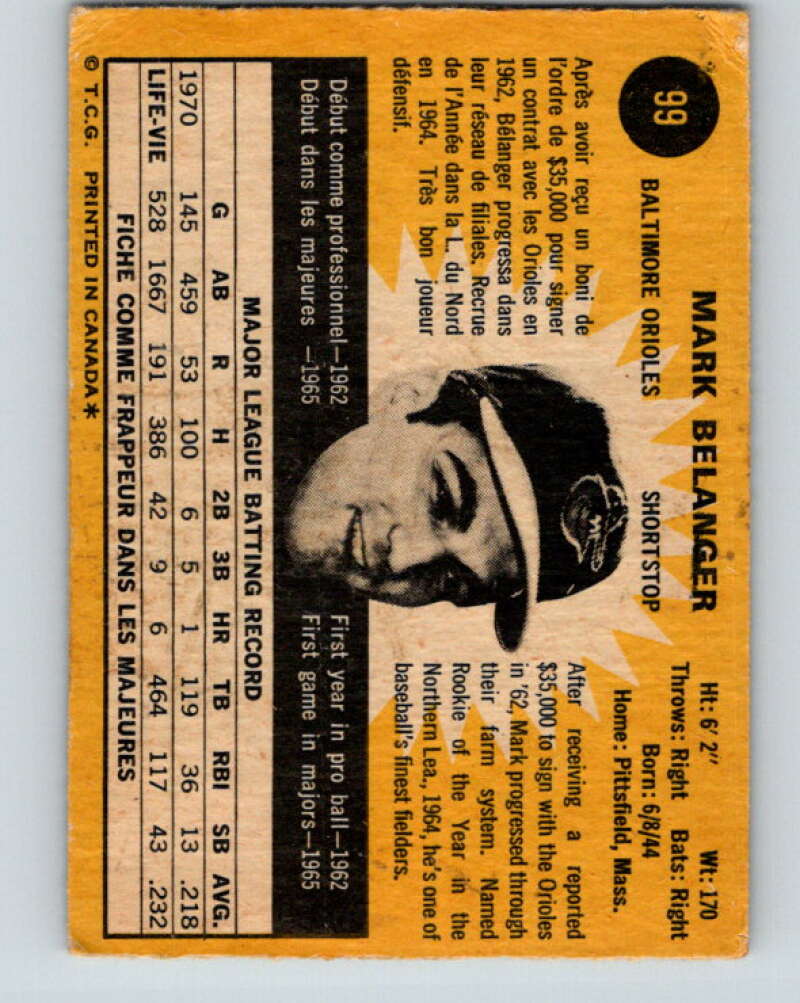 99
MARK BELANGER
BALTIMORE ORIOLES SHORTSTOP
Ht: 6' 2" Wt: 170
Throws: Right Bats: Right
Born: 6/8/44
Home: Pittsfield, Mass.
Après avoir reçu un boni de
l'ordre de $35,000 pour signer
un contrat avec les Orioles en
1962, Bélanger progressa dans
leur réseau de filiales. Recrue
de l'Année dans la L. du Nord
en 1964. Très bon joueur
défensif.
After receiving a reported
$35,000 to sign with the Orioles
in '62, Mark progressed through
their farm system. Named
Rookie of the Year in the
Northern Lea., 1964, he's one of
baseball's finest fielders.
Début comme professionnel—1962
Début dans les majeures —1965
First year in pro ball—1962
First game in majors—1965
MAJOR LEAGUE BATTING RECORD
G AB R H 2B 3B HR TB RBI SB AVG.
1970 145 459 53 100 6 5 1 119 36 13 .218
LIFE-VIE 528 1667 191 386 42 9 6 464 117 43 .232
FICHE COMME FRAPPEUR DANS LES MAJEURES
© T.C.G. PRINTED IN CANADA*